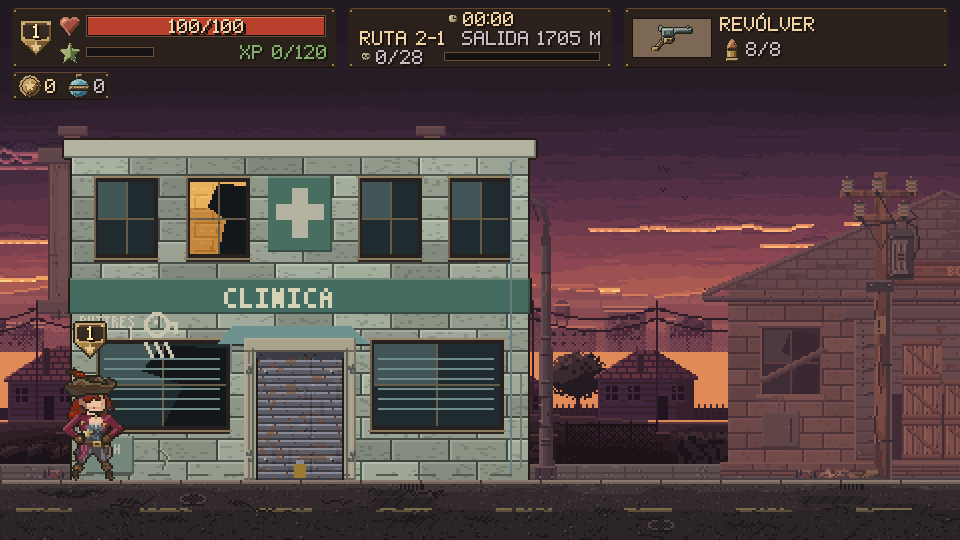 1
100/100
XP 0/120
00:00
RUTA 2-1 SALIDA 1705 M
0/28
REVÓLVER
8/8
0 0
CLINICA
1